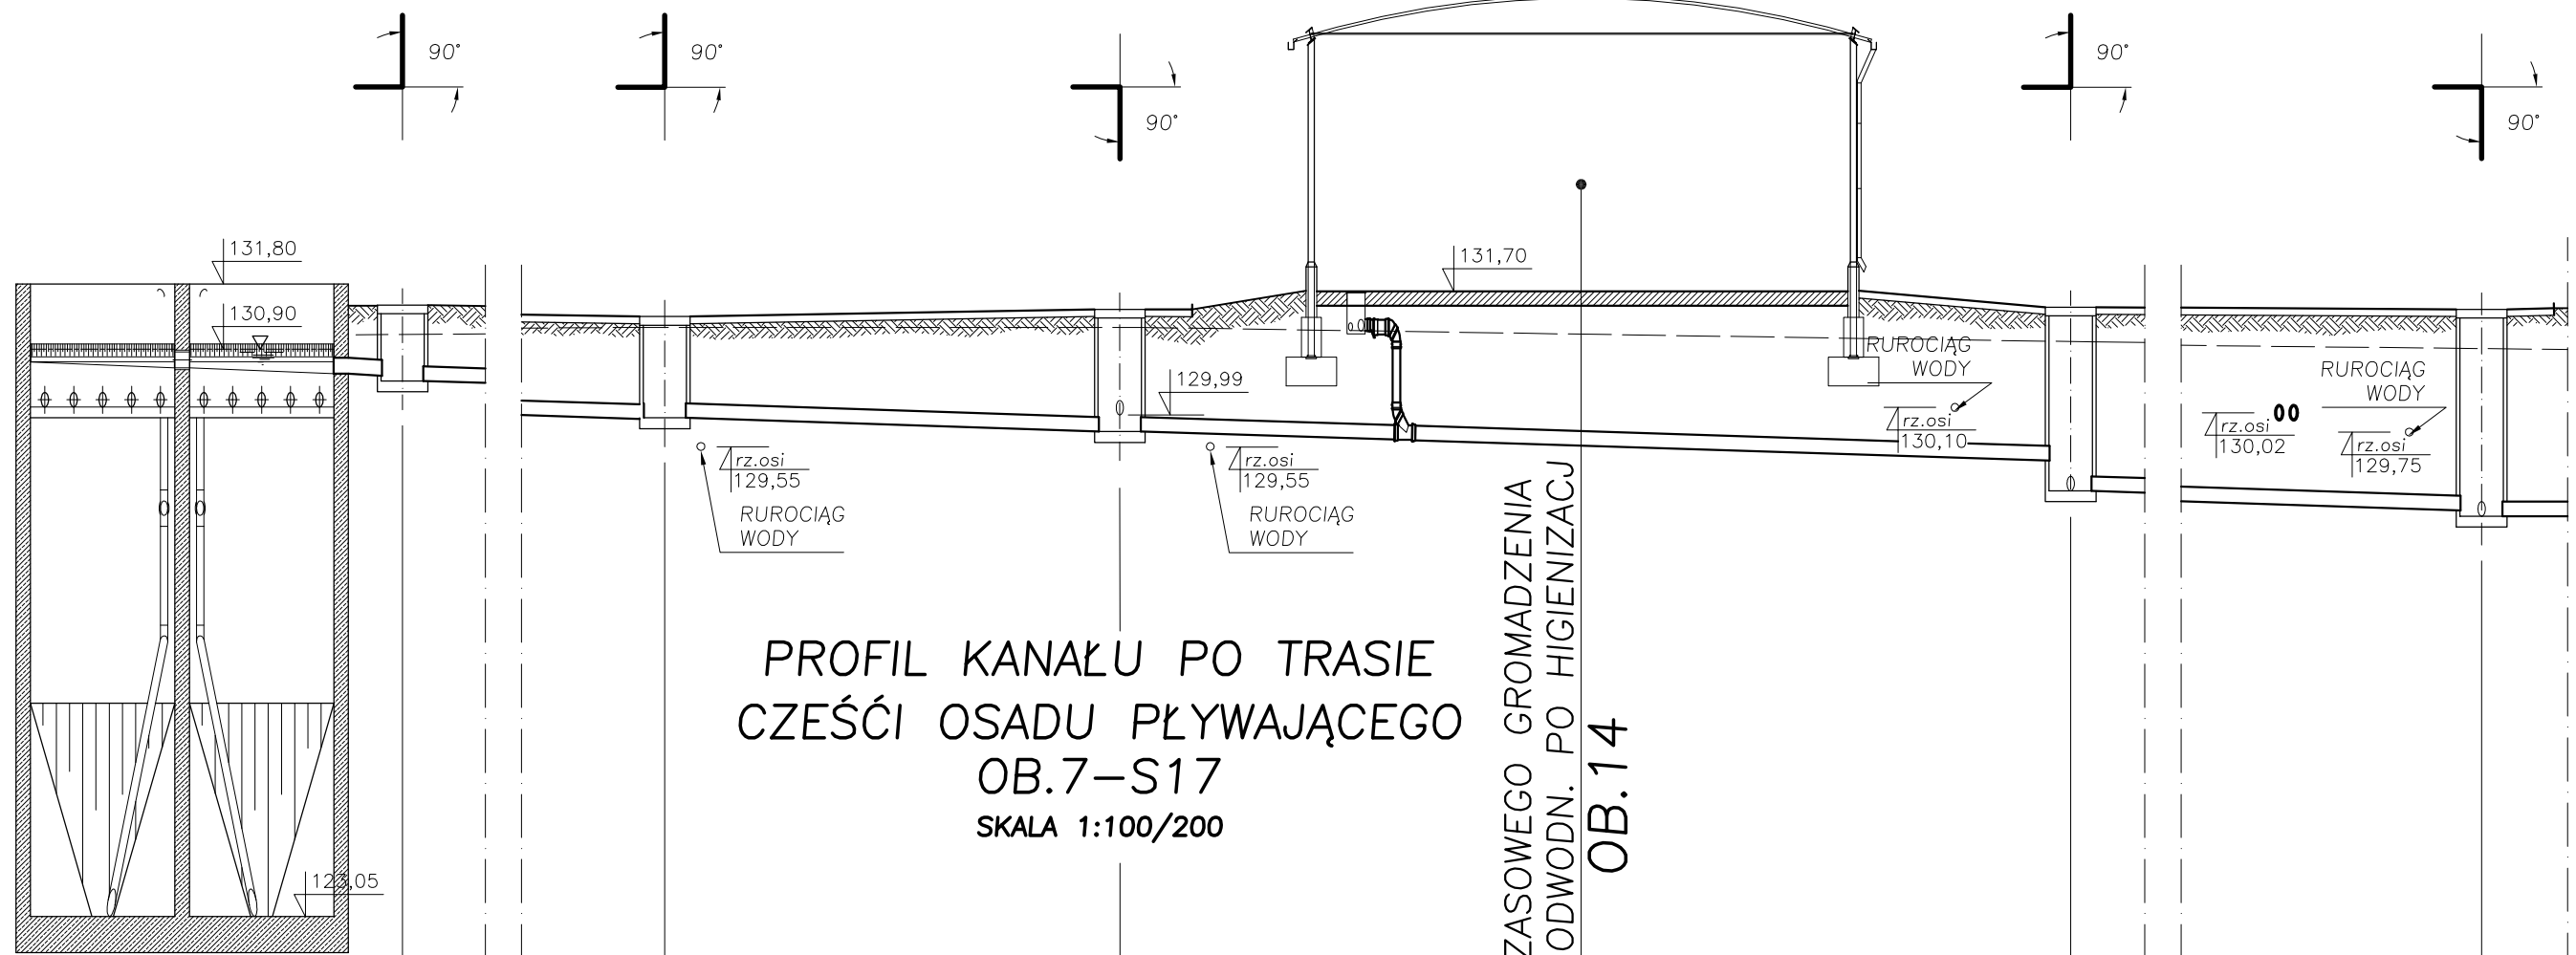 90°
90°
90°
90°
90°
131,80
130,90
131,70
129,99
RUROCIĄG
WODY
rz.osi
130,10
rz.osi
130,02
RUROCIĄG
WODY
rz.osi
129,75
rz.osi
129,55
RUROCIĄG
WODY
rz.osi
129,55
RUROCIĄG
WODY
PROFIL KANAŁU PO TRASIE
CZEŚĆI OSADU PŁYWAJĄCEGO
OB.7-S17
SKALA 1:100/200
ZASOWEGO GROMADZENIA
ODWODN. PO HIGIENIZACJ
OB.14
123,05